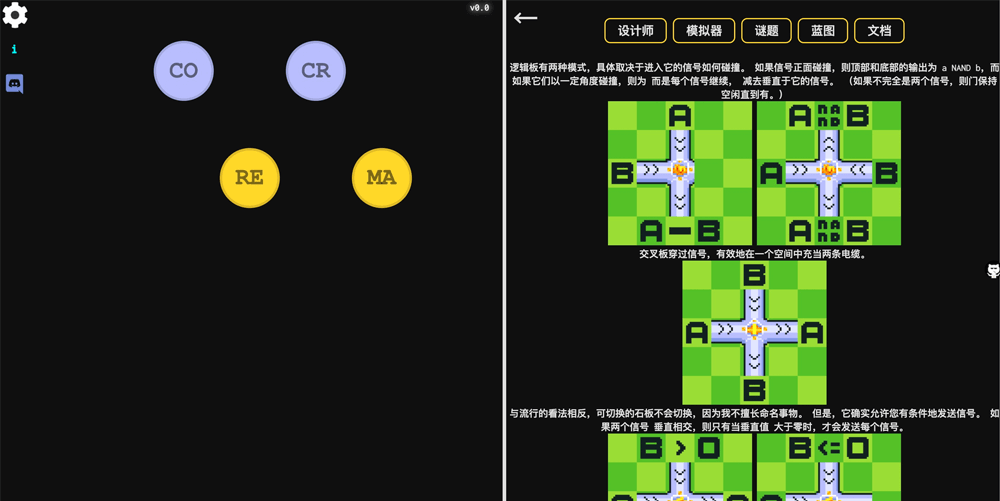 v0.0
i
CO CR
RE MA
设计师 模拟器 谜题 蓝图 文档
逻辑板有两种模式，具体取决于进入它的信号如何碰撞。 如果信号正面碰撞，则顶部和底部的输出为 a NAND b，而
如果它们以一定角度碰撞，则为 而是每个信号继续， 减去垂直于它的信号。 （如果不完全是两个信号，则门保持
空闲直到有。）
A
A NAND B
B
A B
A-B
A NAND B
交叉板穿过信号，有效地在一个空间中充当两条电缆。
B
A A
B
与流行的看法相反，可切换的石板不会切换，因为我不擅长命名事物。 但是，它确实允许您有条件地发送信号。 如
果两个信号 垂直相交，则只有当垂直值 大于零时，才会发送每个信号。
B > 0
B <= 0